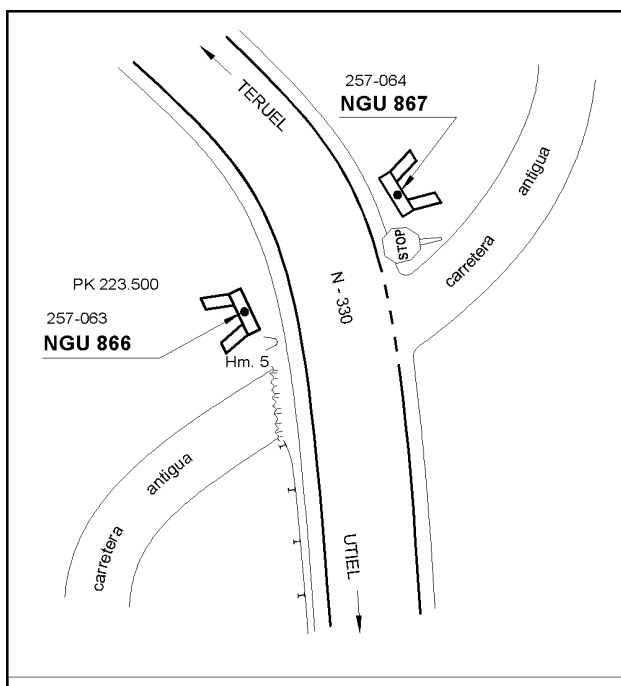 TERUEL
257-064
NGU 867
antigua
carretera
STOP
N - 330
PK 223.500
257-063
NGU 866
Hm. 5
antigua
carretera
UTIEL